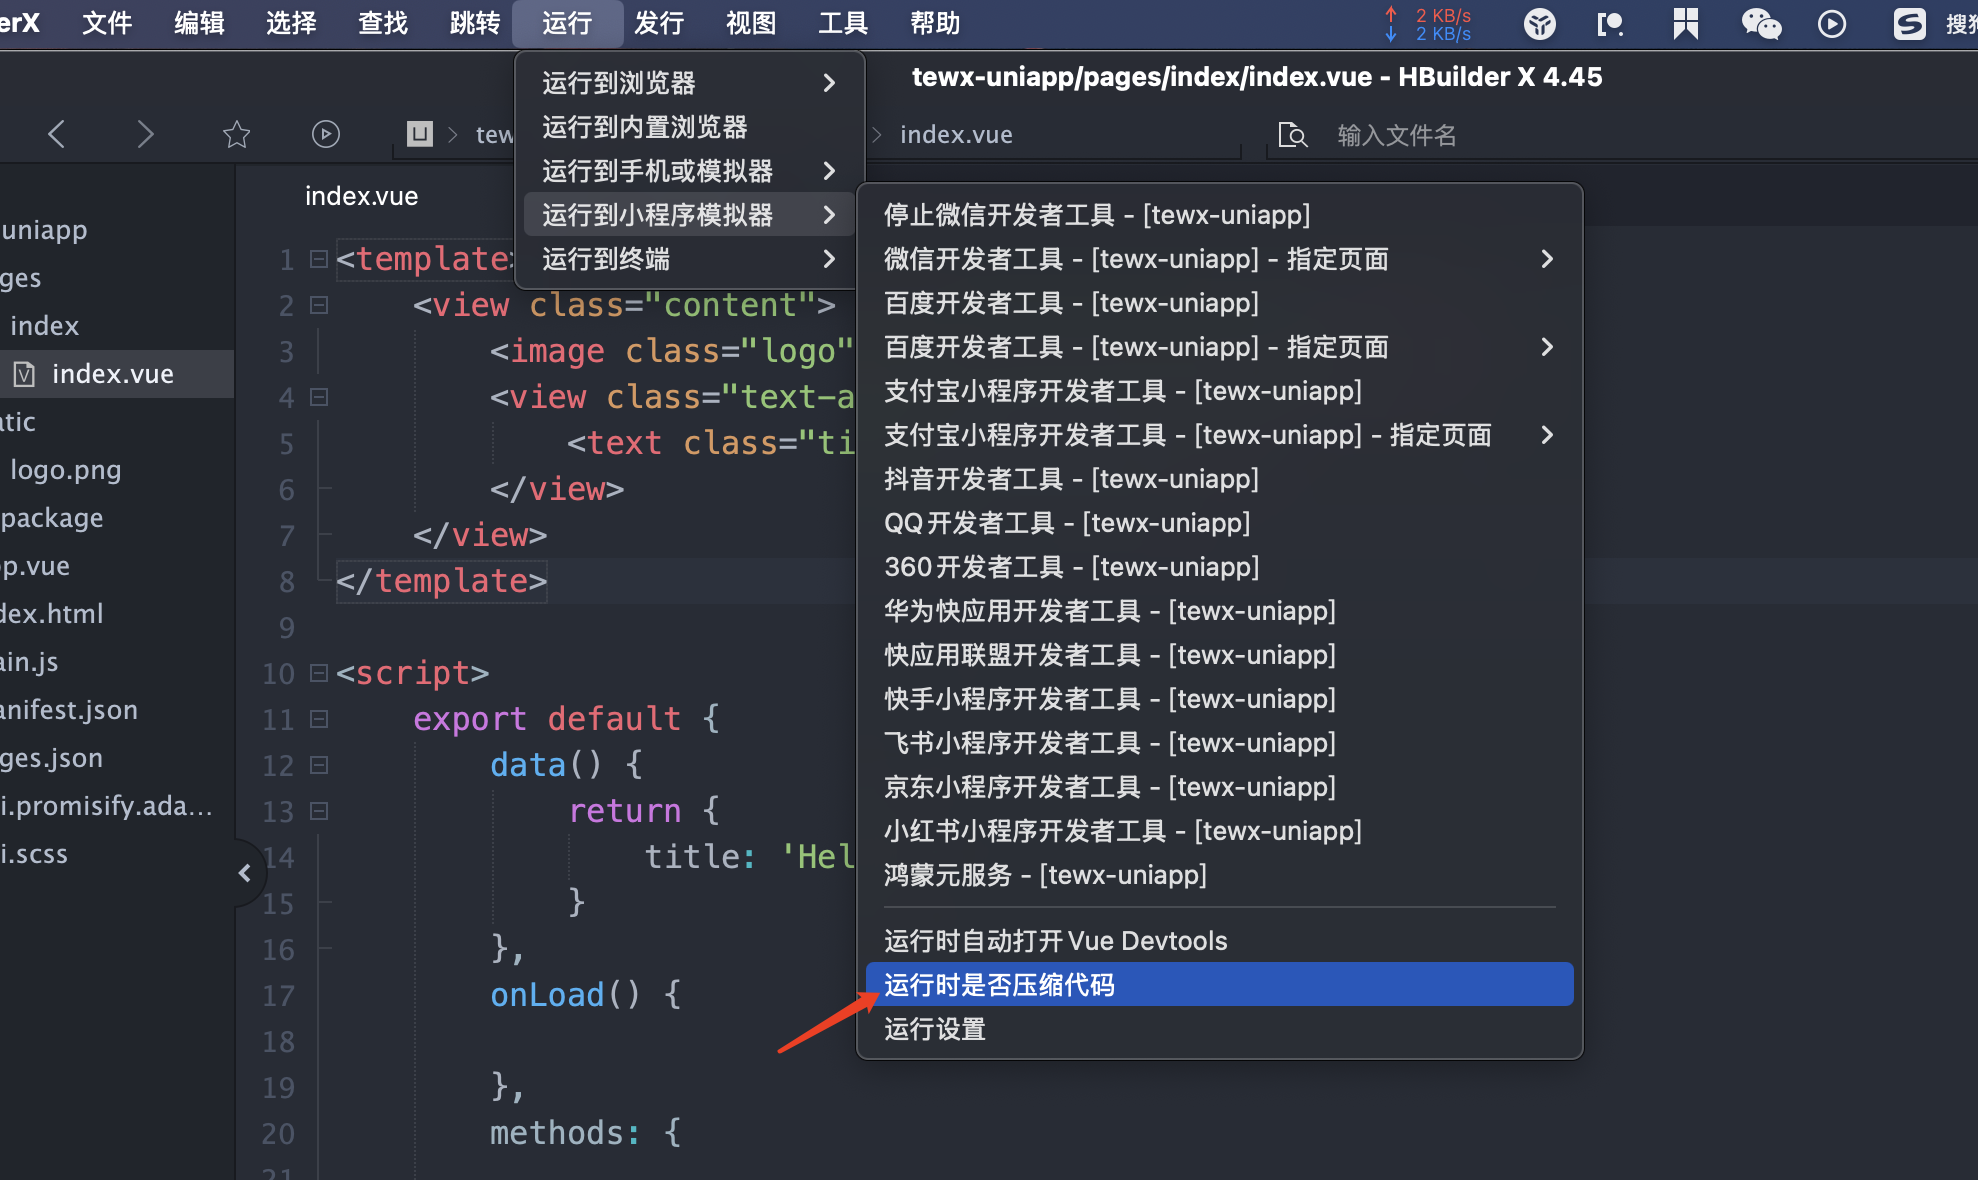 erX 文件 编辑 选择 查找 跳转 运行 发行 视图 工具 帮助 2 KB/s 搜狗
2 KB/s
tewx-uniapp/pages/index/index.vue - HBuilder X 4.45
U tew index.vue 输入文件名
运行到浏览器
运行到内置浏览器
运行到手机或模拟器
运行到小程序模拟器
运行到终端
停止微信开发者工具 - [tewx-uniapp]
微信开发者工具 - [tewx-uniapp] - 指定页面
百度开发者工具 - [tewx-uniapp]
百度开发者工具 - [tewx-uniapp] - 指定页面
支付宝小程序开发者工具 - [tewx-uniapp]
支付宝小程序开发者工具 - [tewx-uniapp] - 指定页面
抖音开发者工具 - [tewx-uniapp]
QQ开发者工具 - [tewx-uniapp]
360开发者工具 - [tewx-uniapp]
华为快应用开发者工具 - [tewx-uniapp]
快应用联盟开发者工具 - [tewx-uniapp]
快手小程序开发者工具 - [tewx-uniapp]
飞书小程序开发者工具 - [tewx-uniapp]
京东小程序开发者工具 - [tewx-uniapp]
小红书小程序开发者工具 - [tewx-uniapp]
鸿蒙元服务 - [tewx-uniapp]
运行时自动打开Vue Devtools
运行时是否压缩代码
运行设置
uniapp
ges
index
index.vue
atic
logo.png
package
p.vue
dex.html
ain.js
anifest.json
ges.json
i.promisify.ada...
i.scss
index.vue
1 <template>
2 <view class="content">
3 <image class="logo"
4 <view class="text-a
5 <text class="ti
6 </view>
7 </view>
8 </template>
9
10 <script>
11 export default {
12 data() {
13 return {
14 title: 'Hel
15 }
16 },
17 onLoad() {
18
19 },
20 methods: {
21